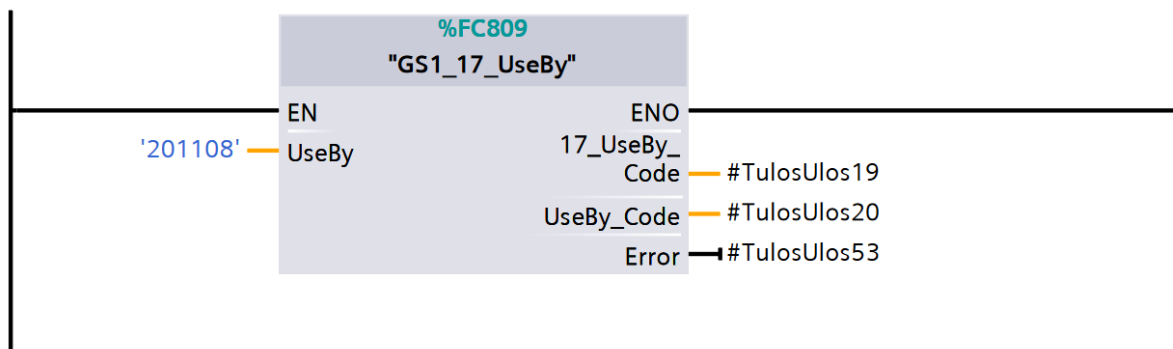 %FC809
"GS1_17_UseBy"
EN ENO
'201108' UseBy 17_UseBy_
Code #TulosUlos19
UseBy_Code #TulosUlos20
Error #TulosUlos53